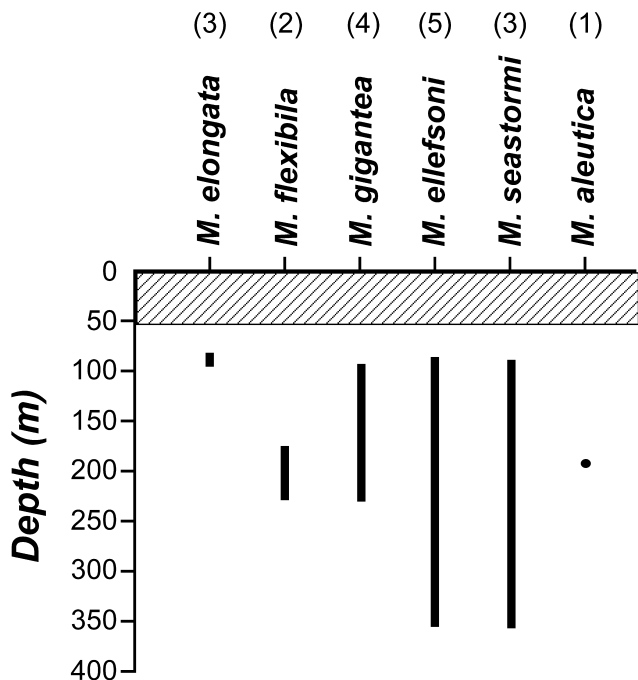 (3) (2) (4) (5) (3) (1)
M. elongata
M. flexibila
M. gigantea
M. ellefsoni
M. seastormi
M. aleutica
0
50
100
150
200
250
300
350
400
Depth (m)